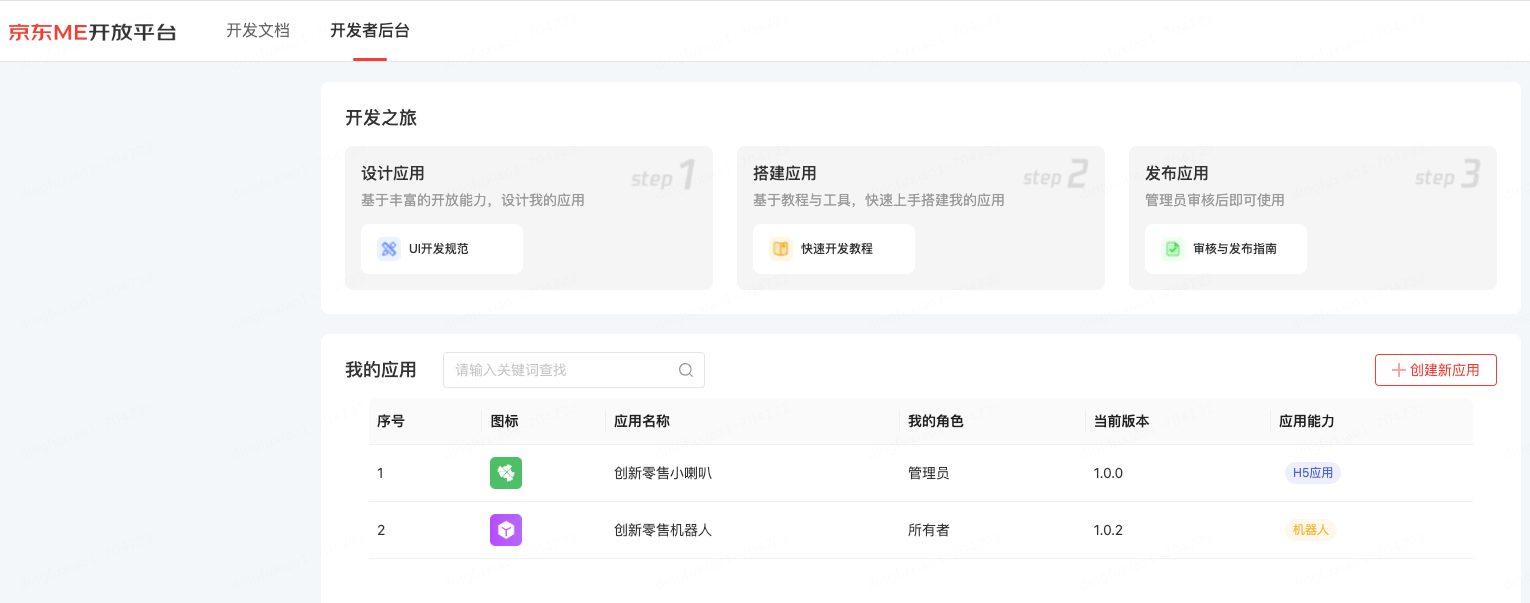 京东ME开放平台 开发文档 开发者后台
开发之旅
设计应用 step 1
基于丰富的开放能力，设计我的应用
UI开发规范
搭建应用 step 2
基于教程与工具，快速上手搭建我的应用
快速开发教程
发布应用 step 3
管理员审核后即可使用
审核与发布指南
我的应用 请输入关键词查找 创建新应用
序号 图标 应用名称 我的角色 当前版本 应用能力
1 创新零售小喇叭 管理员 1.0.0 H5应用
2 创新零售机器人 所有者 1.0.2 机器人